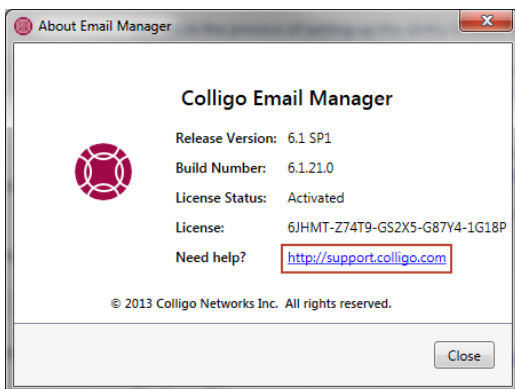 About Email Manager
Colligo Email Manager
Release Version: 6.1 SP1
Build Number: 6.1.21.0
License Status: Activated
License: 6JHMT-Z74T9-GS2X5-G87Y4-1G18P
Need help? http://support.colligo.com
© 2013 Colligo Networks Inc. All rights reserved.
Close